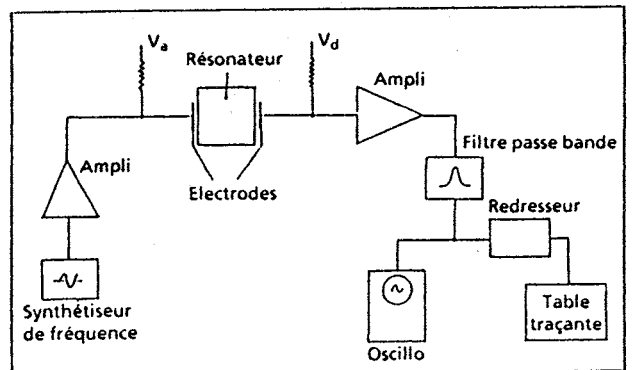 Va
Vd
Résonateur
Ampli
Filtre passe bande
Ampli
Electrodes
Redresseur
Synthétiseur
de fréquence
Oscillo
Table
traçante